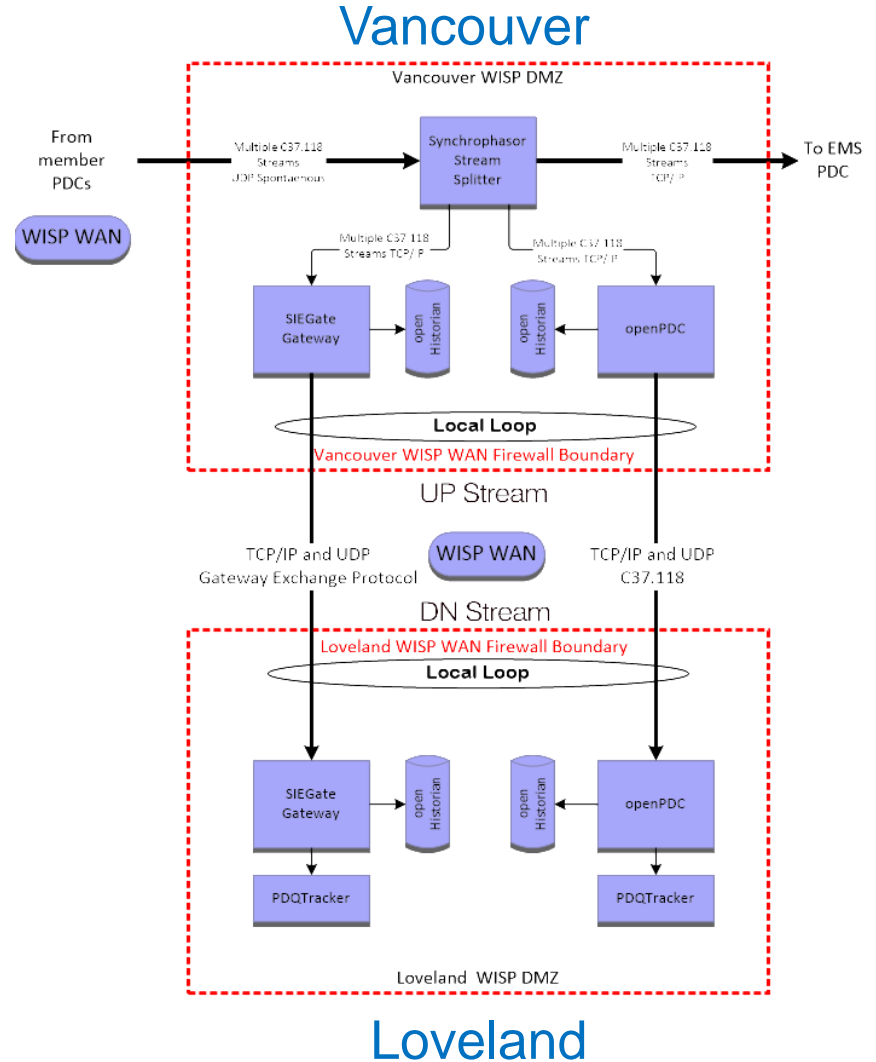 Vancouver
Vancouver WISP DMZ
From
member
PDCs
Multiple C37.118
Streams
UDP Spontaenous
Synchrophasor
Stream
Splitter
Multiple C37.118
Streams
TCP/IP
To EMS
PDC
WISP WAN
Multiple C37.118
Streams TCP/IP
Multiple C37.118
Streams TCP/IP
SIEGate
Gateway
open
Historian
open
Historian
openPDC
Local Loop
Vancouver WISP WAN Firewall Boundary
UP Stream
TCP/IP and UDP
Gateway Exchange Protocol
WISP WAN
TCP/IP and UDP
C37.118
DN Stream
Loveland WISP WAN Firewall Boundary
Local Loop
SIEGate
Gateway
open
Historian
open
Historian
openPDC
PDQTracker
PDQTracker
Loveland WISP DMZ
Loveland